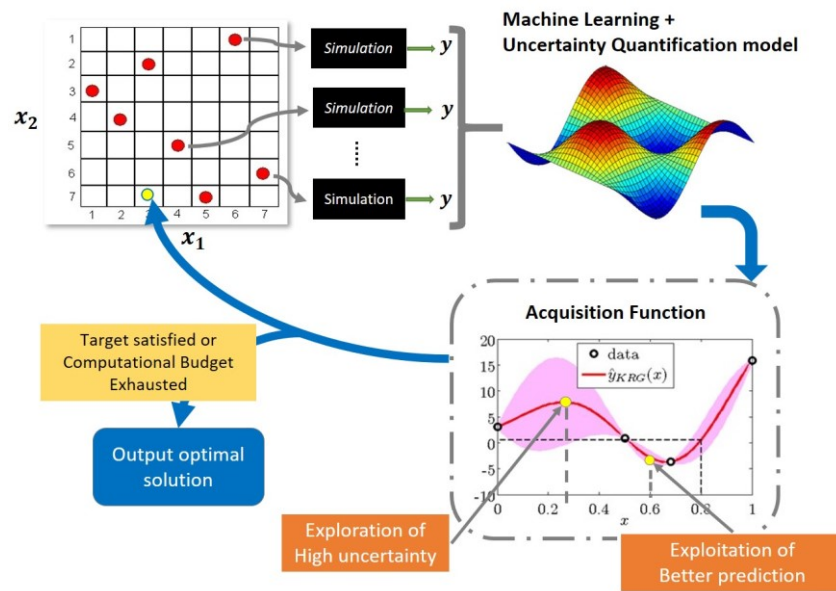 Machine Learning +
Uncertainty Quantification model
1
2
3
4
5
6
7
x₂
1 2 3 4 5 6 7
x₁
Simulation
y
Simulation
y
......
Simulation
y
Acquisition Function
20
15
10
5
0
-5
-10
data
ŷ_KRG(x)
0 0.2 0.4 0.6 0.8 1
x
Target satisfied or
Computational Budget
Exhausted
Output optimal
solution
Exploration of
High uncertainty
Exploitation of
Better prediction